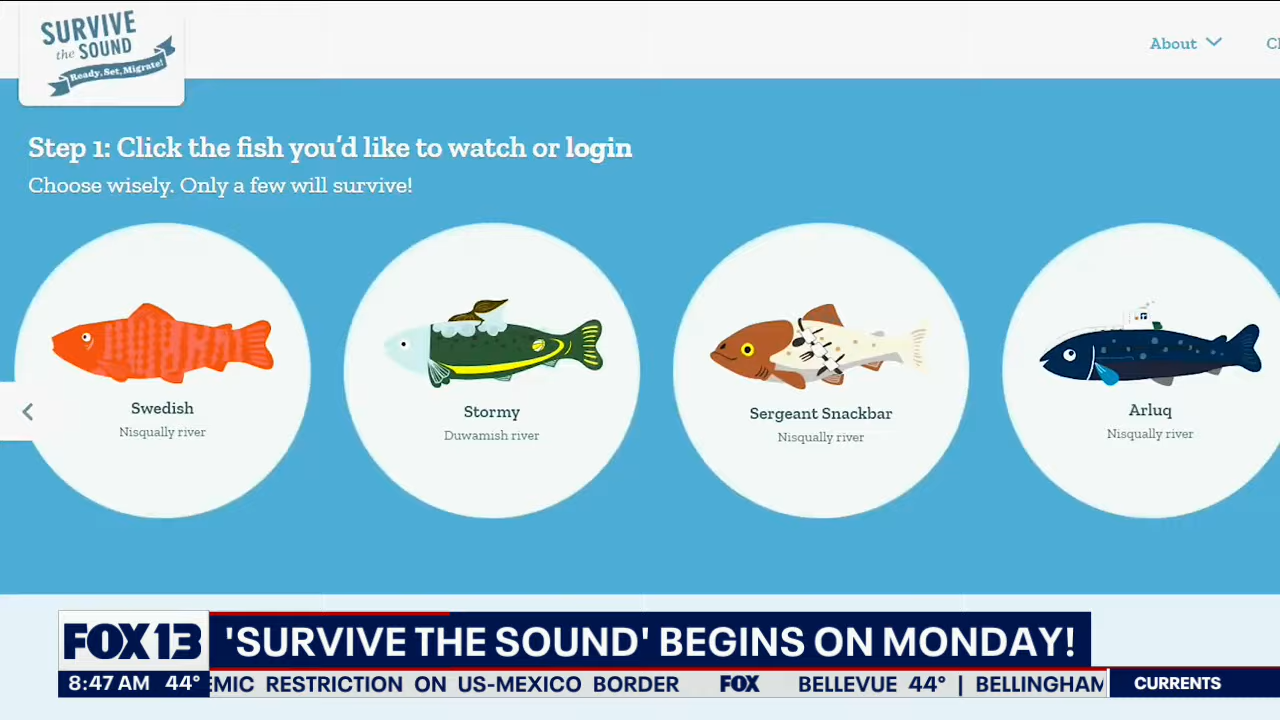 SURVIVE
the SOUND
Ready, Set, Migrate!
About
Step 1: Click the fish you'd like to watch or login
Choose wisely. Only a few will survive!
Swedish
Nisqually river
Stormy
Duwamish river
Sergeant Snackbar
Nisqually river
Arluq
Nisqually river
FOX 13
'SURVIVE THE SOUND' BEGINS ON MONDAY!
8:47 AM 44°
EMIC RESTRICTION ON US-MEXICO BORDER FOX BELLEVUE 44° | BELLINGHAM
CURRENTS